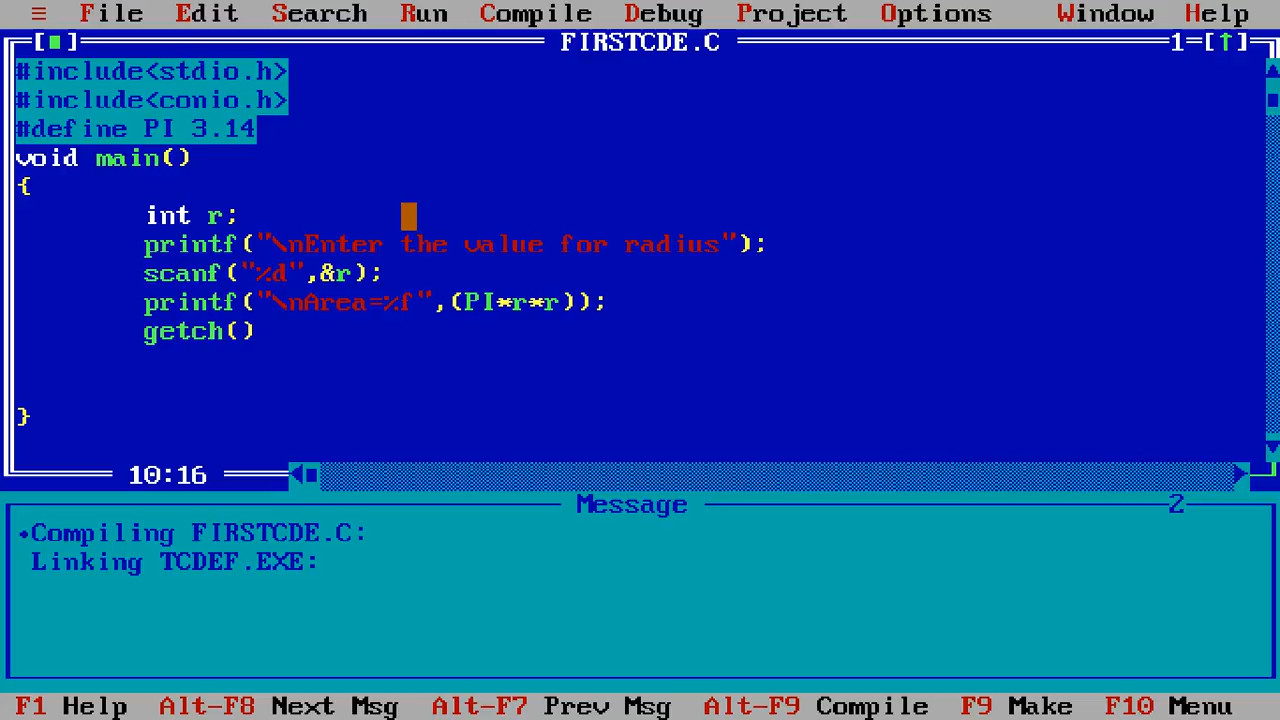 ≡ File Edit Search Run Compile Debug Project Options Window Help
[■] FIRSTCDE.C 1=[↑]
#include<stdio.h>
#include<conio.h>
#define PI 3.14
void main()
{
int r;
printf("\nEnter the value for radius");
scanf("%d",&r);
printf("\nArea=%f",(PI*r*r));
getch()
}
10:16
Message 2
•Compiling FIRSTCDE.C:
Linking TCDEF.EXE:
F1 Help Alt-F8 Next Msg Alt-F7 Prev Msg Alt-F9 Compile F9 Make F10 Menu